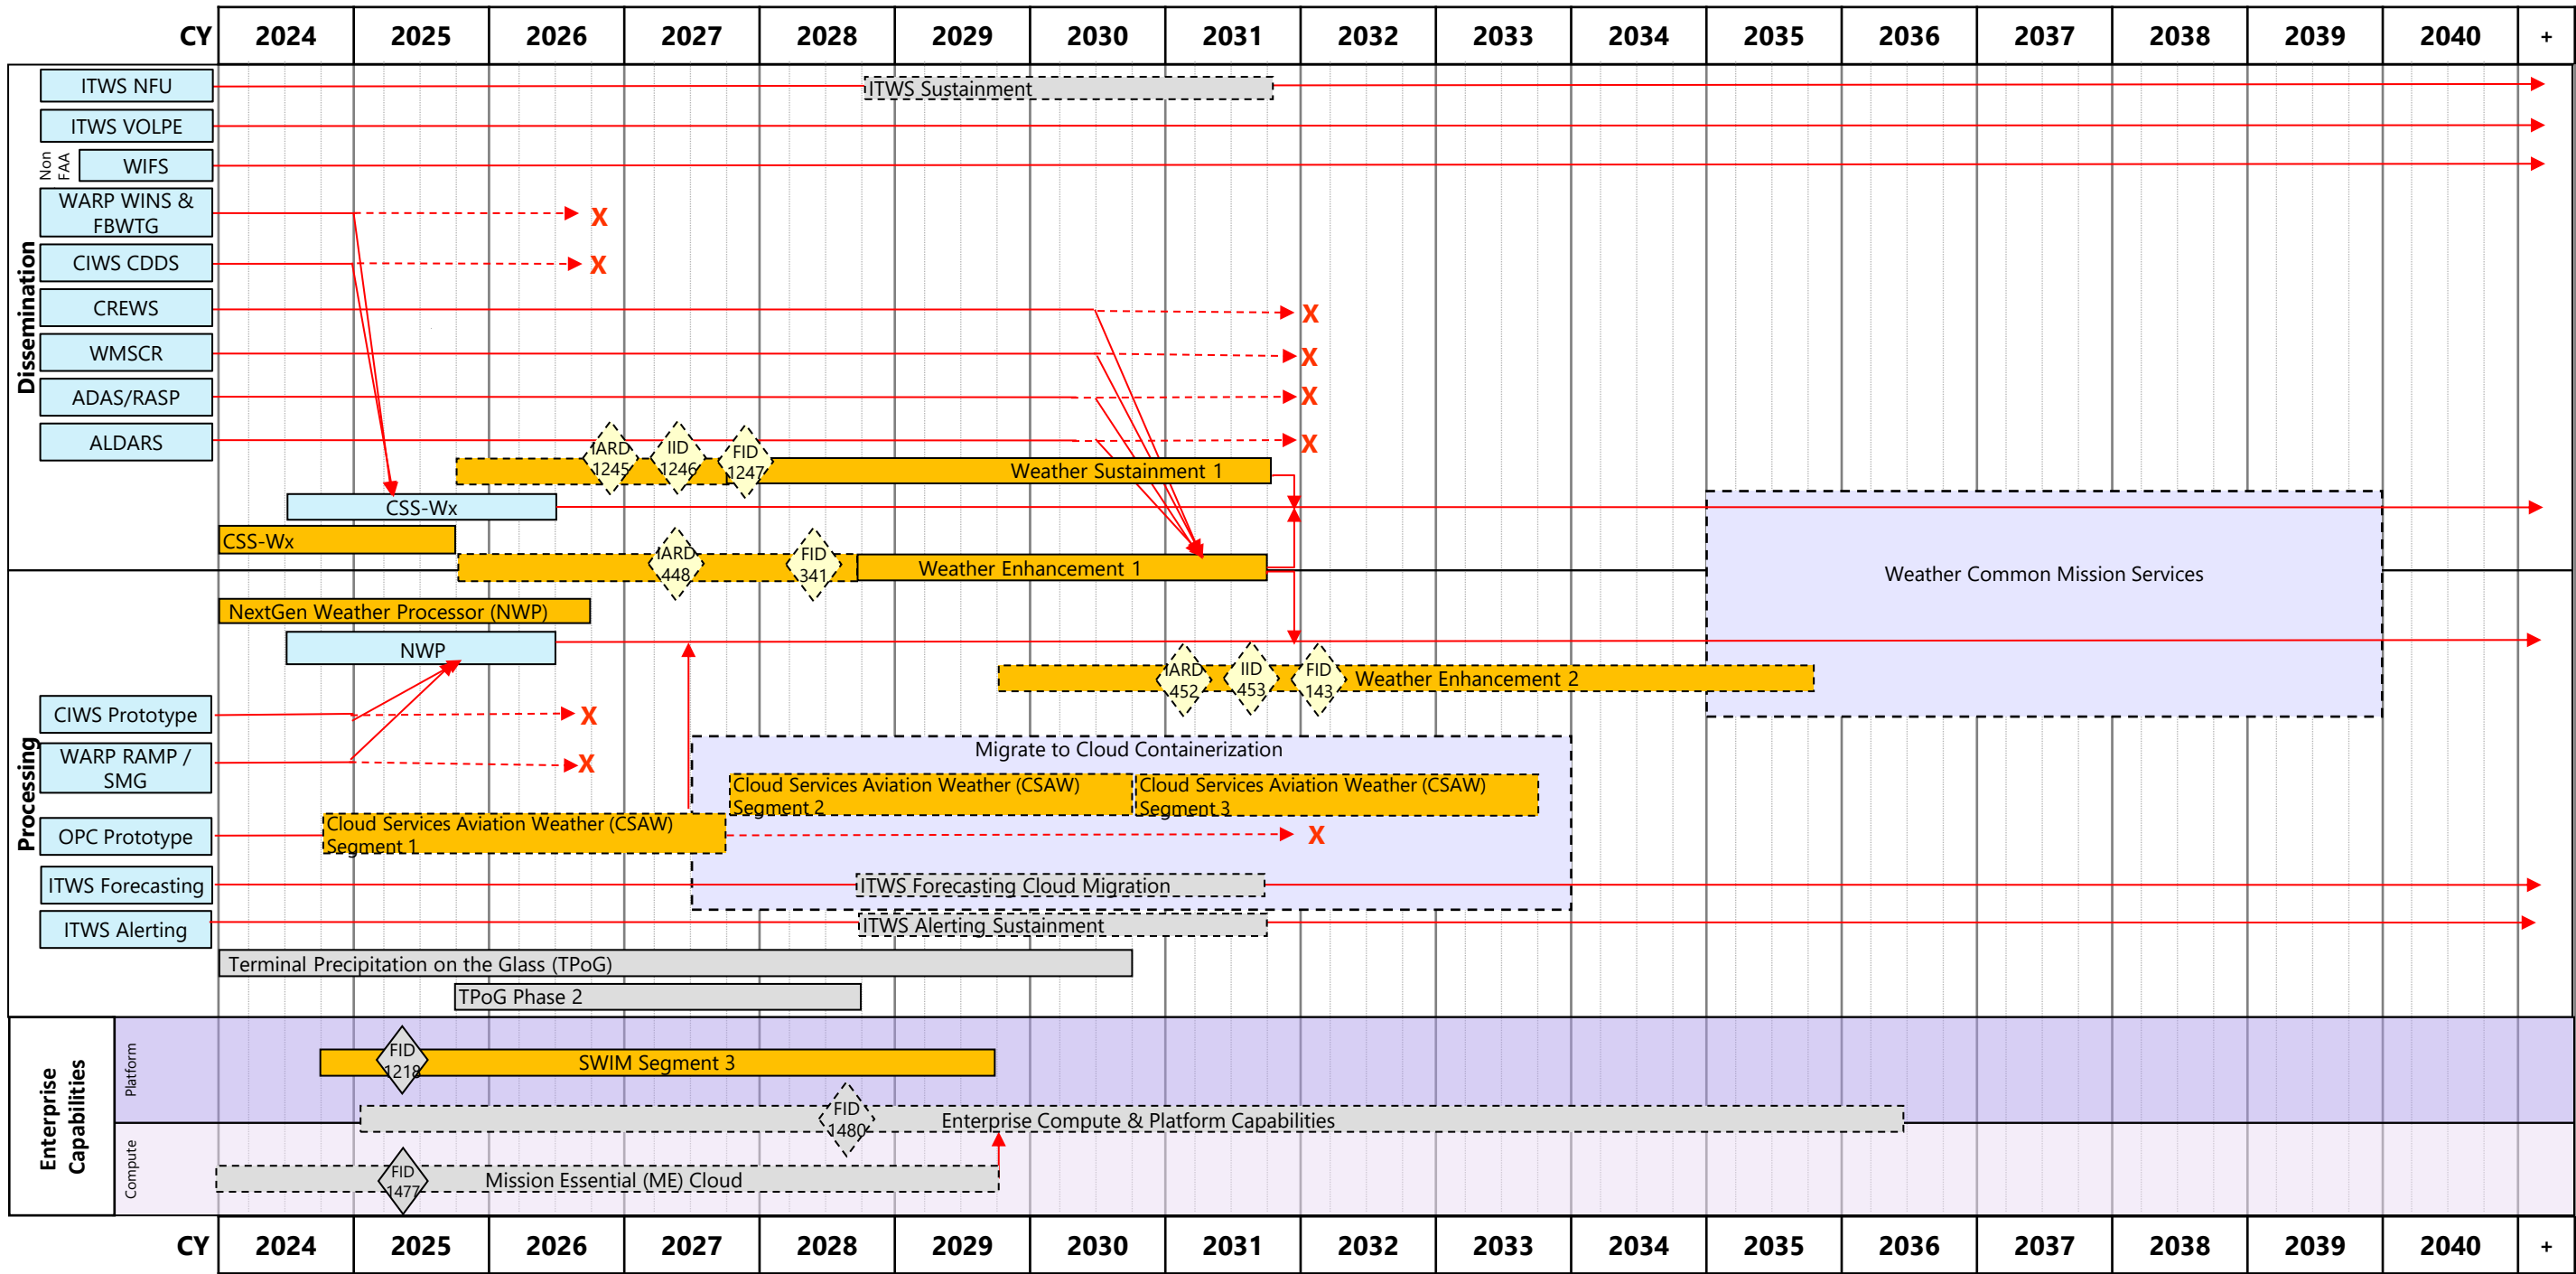 CY 2024 2025 2026 2027 2028 2029 2030 2031 2032 2033 2034 2035 2036 2037 2038 2039 2040 +
Dissemination
ITWS NFU
ITWS Sustainment
ITWS VOLPE
Non
FAA
WIFS
WARP WINS &
FBWTG
X
CIWS CDDS
X
CREWS
X
WMSCR
X
ADAS/RASP
X
ALDARS
X
IARD
1245
IID
1246
FID
1247
Weather Sustainment 1
CSS-Wx
CSS-Wx
IARD
448
FID
341
Weather Enhancement 1
Weather Common Mission Services
Processing
NextGen Weather Processor (NWP)
NWP
IARD
452
IID
453
FID
143
Weather Enhancement 2
CIWS Prototype
X
WARP RAMP /
SMG
X
Migrate to Cloud Containerization
Cloud Services Aviation Weather (CSAW)
Segment 2
Cloud Services Aviation Weather (CSAW)
Segment 3
OPC Prototype
Cloud Services Aviation Weather (CSAW)
Segment 1
X
ITWS Forecasting
ITWS Forecasting Cloud Migration
ITWS Alerting
ITWS Alerting Sustainment
Terminal Precipitation on the Glass (TPoG)
TPoG Phase 2
Enterprise
Capabilities
Platform
FID
1218
SWIM Segment 3
FID
1480
Enterprise Compute & Platform Capabilities
Compute
FID
1477
Mission Essential (ME) Cloud
CY 2024 2025 2026 2027 2028 2029 2030 2031 2032 2033 2034 2035 2036 2037 2038 2039 2040 +